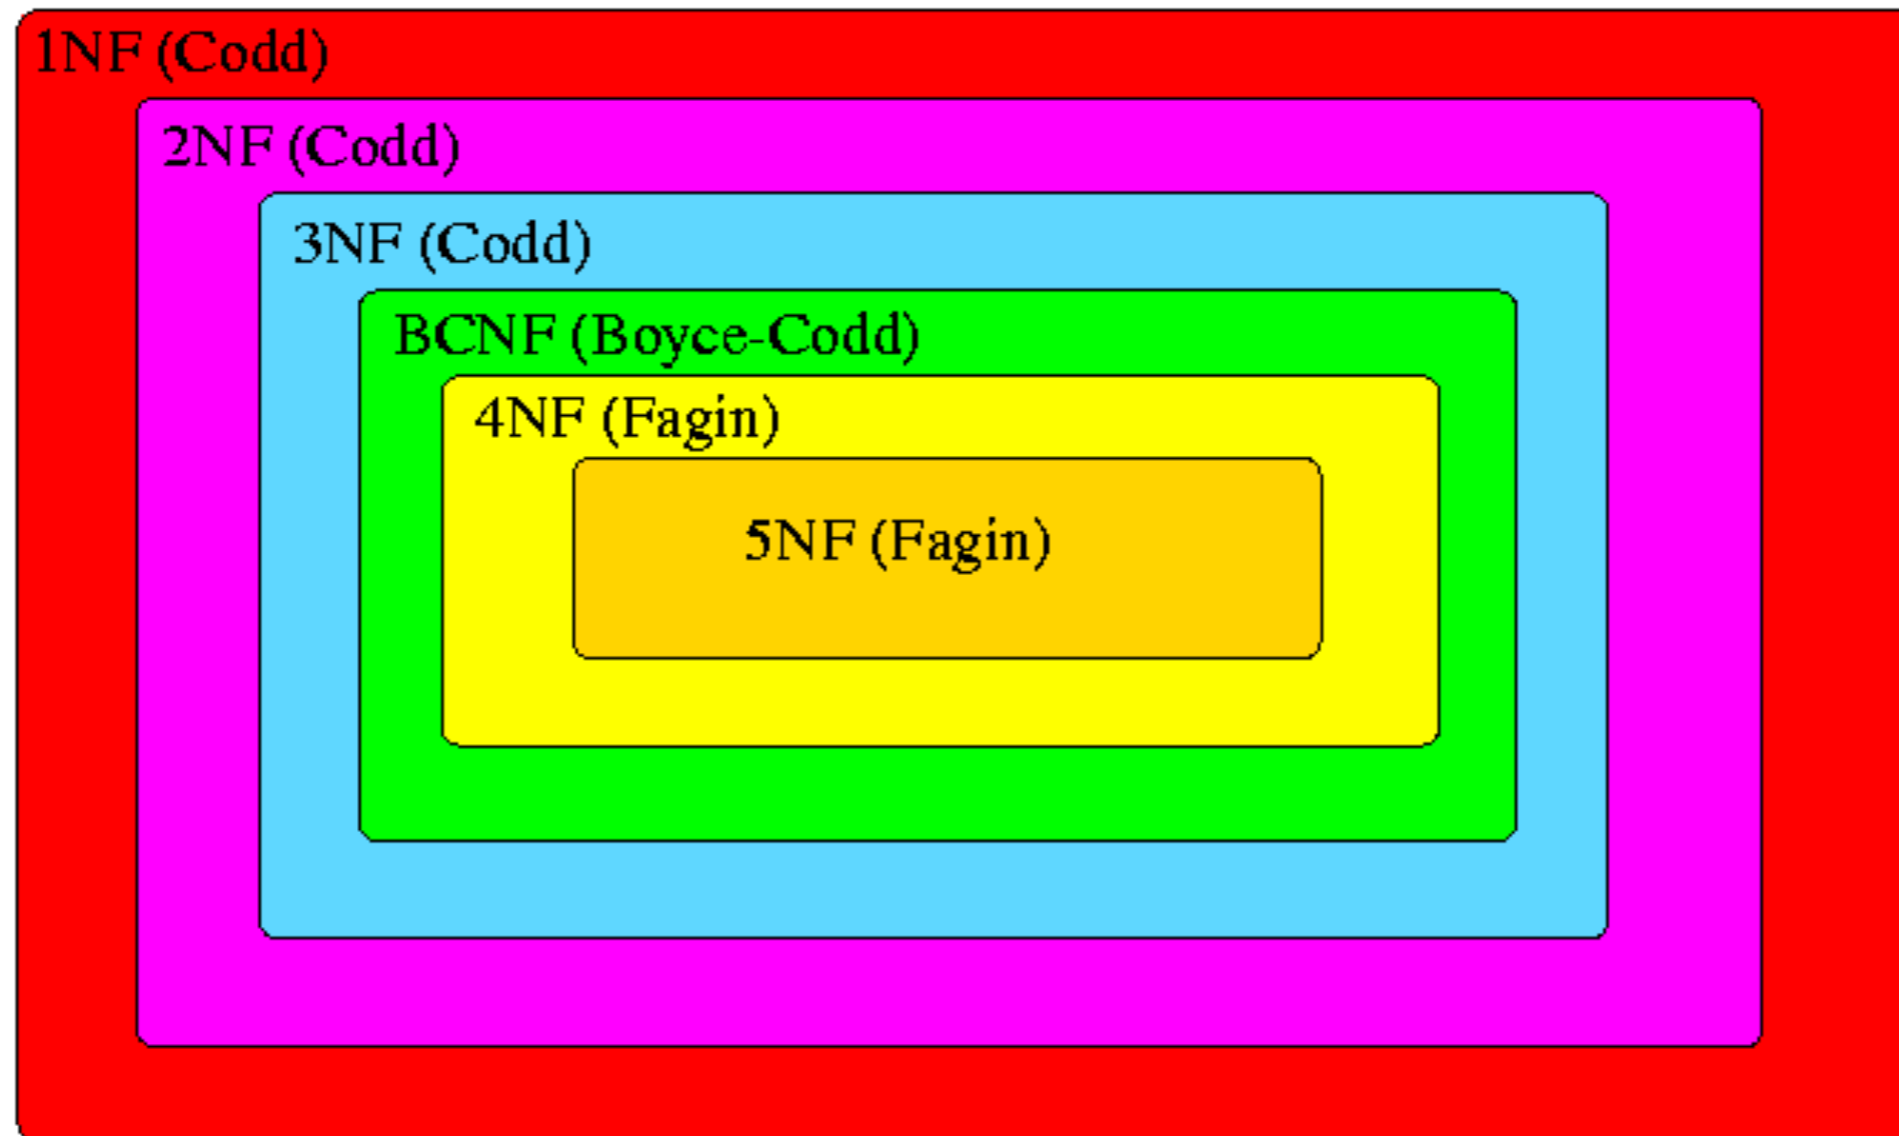 1NF (Codd)
2NF (Codd)
3NF (Codd)
BCNF (Boyce-Codd)
4NF (Fagin)
5NF (Fagin)